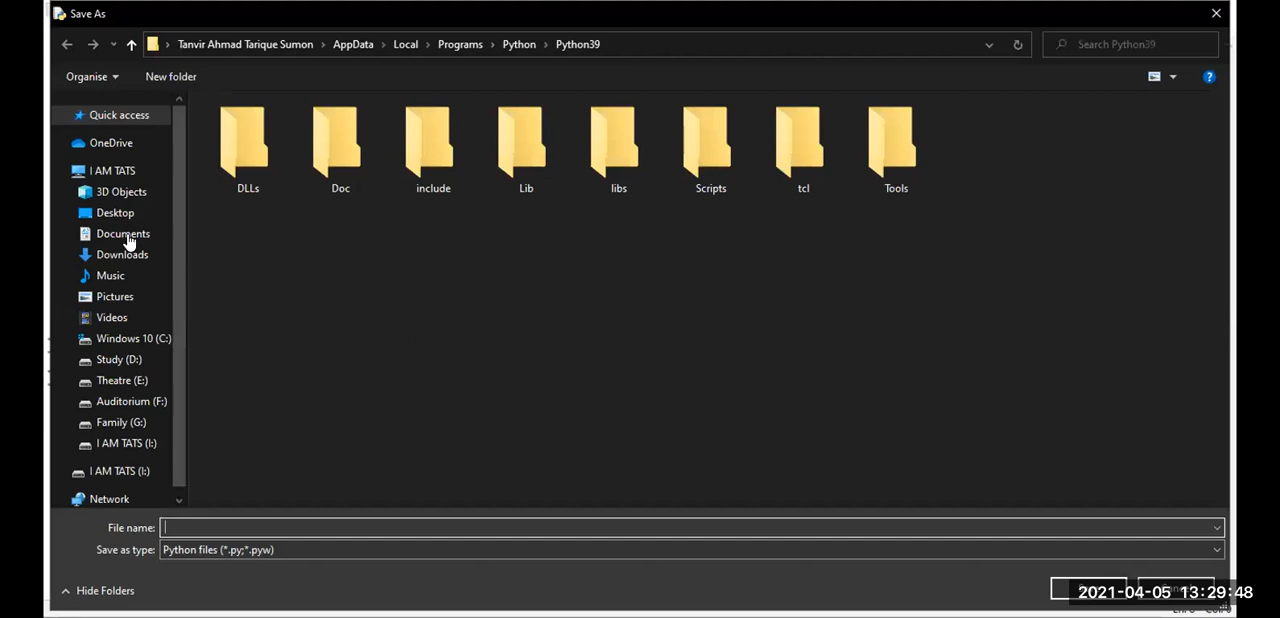 Save As
Tanvir Ahmad Tarique Sumon › AppData › Local › Programs › Python › Python39
Search Python39
Organise
New folder
Quick access
OneDrive
I AM TATS
3D Objects
Desktop
Documents
Downloads
Music
Pictures
Videos
Windows 10 (C:)
Study (D:)
Theatre (E:)
Auditorium (F:)
Family (G:)
I AM TATS (I:)
I AM TATS (I:)
Network
DLLs
Doc
include
Lib
libs
Scripts
tcl
Tools
File name:
Save as type: Python files (*.py;*.pyw)
Hide Folders
2021-04-05 13:29:48